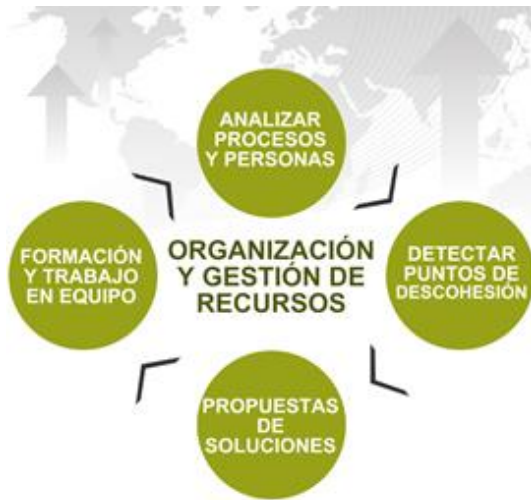 ANALIZAR
PROCESOS
Y PERSONAS
FORMACIÓN
Y TRABAJO
EN EQUIPO
ORGANIZACIÓN
Y GESTIÓN DE
RECURSOS
DETECTAR
PUNTOS DE
DESCOHESIÓN
PROPUESTAS
DE
SOLUCIONES